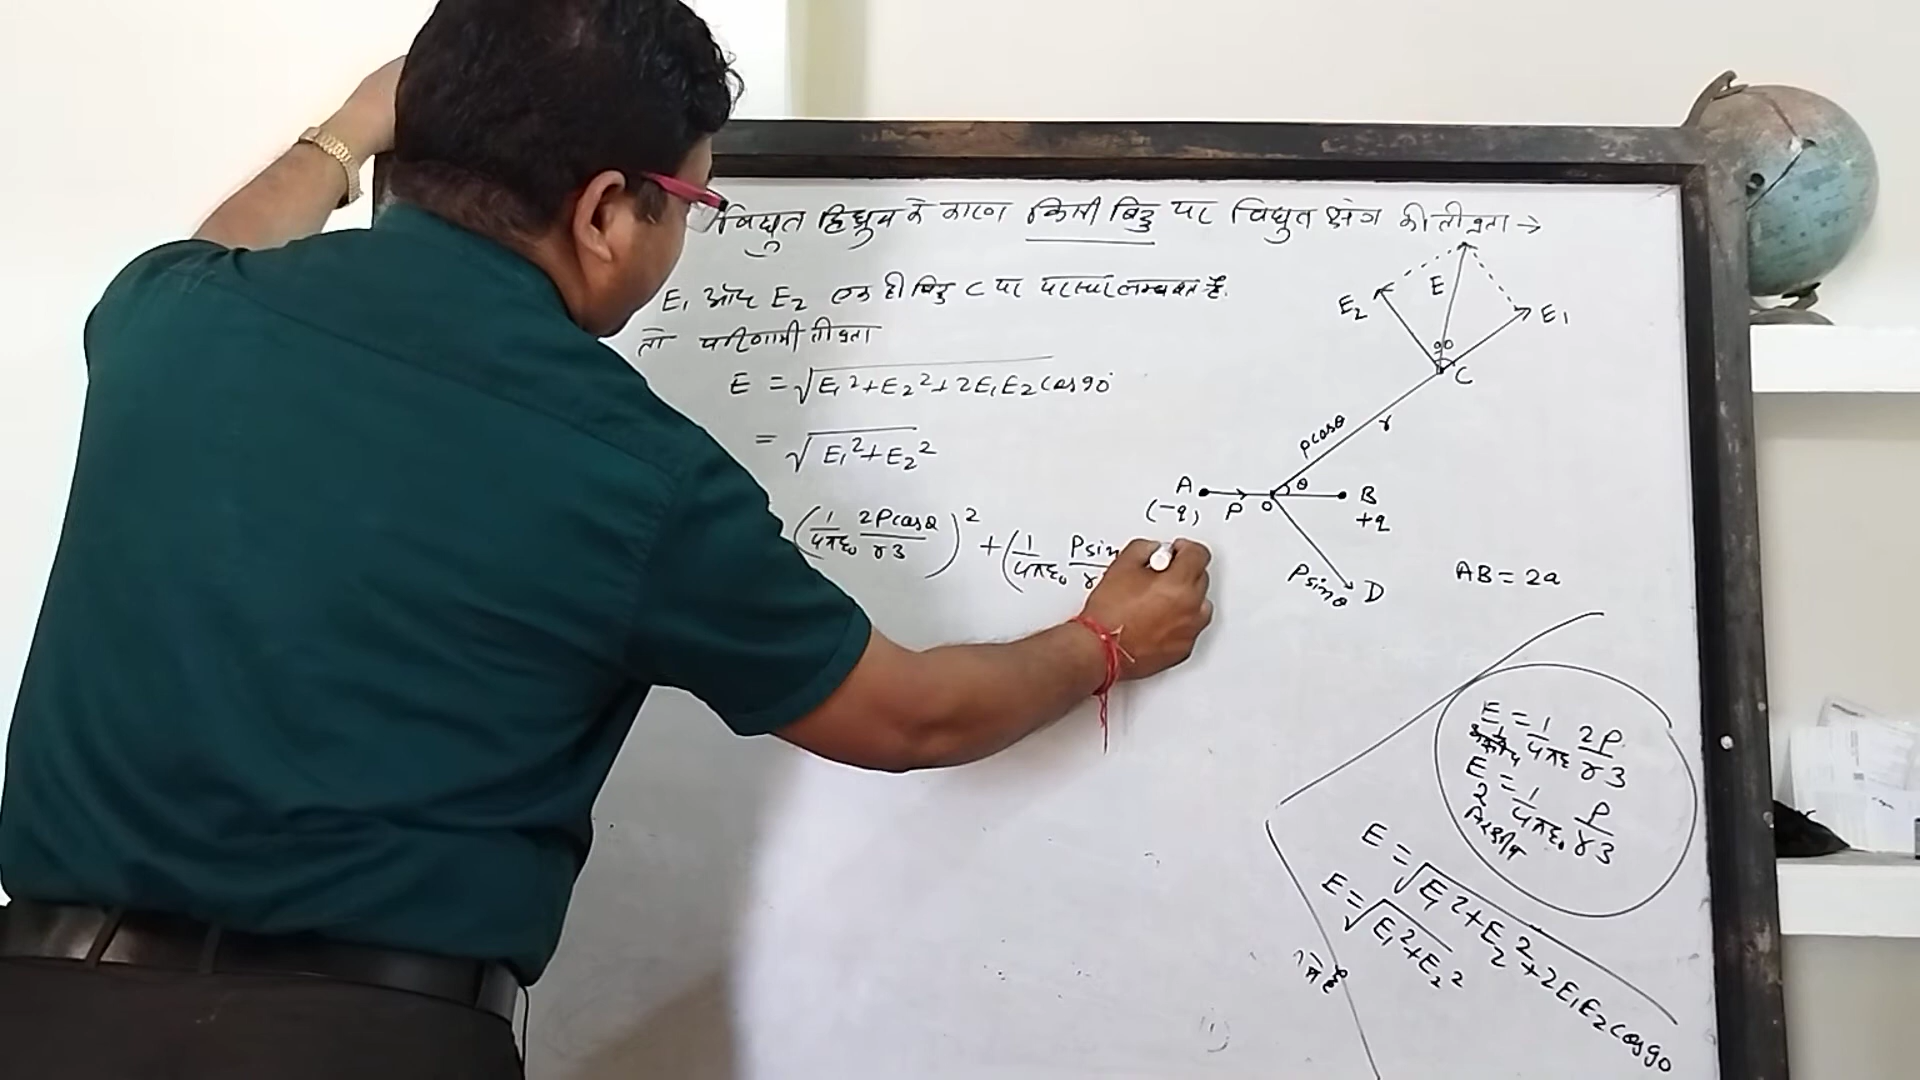 विद्युत द्विध्रुव के कारण किसी बिंदु पर विद्युत क्षेत्र की तीव्रता →
E₁ और E₂ एक ही बिंदु C पर परस्पर लम्बवत हैं.
तो परिणामी तीव्रता
E = √E₁²+E₂²+2E₁E₂cos90°
= √E₁²+E₂²
(1/4πε₀ 2Pcosθ/r3)² + (1/4πε₀ Psin
E₂
E
E₁
90
C
Pcosθ
r
A
θ
B
(-q)
P
O
+q
Psinθ
D
AB = 2a
E₁ = 1/4πε 2P/r3
E₂ = 1/4πε₀ P/r3
E = √E₁2+E₂2+2E₁E₂cos90
E = √E₁²+E₂2